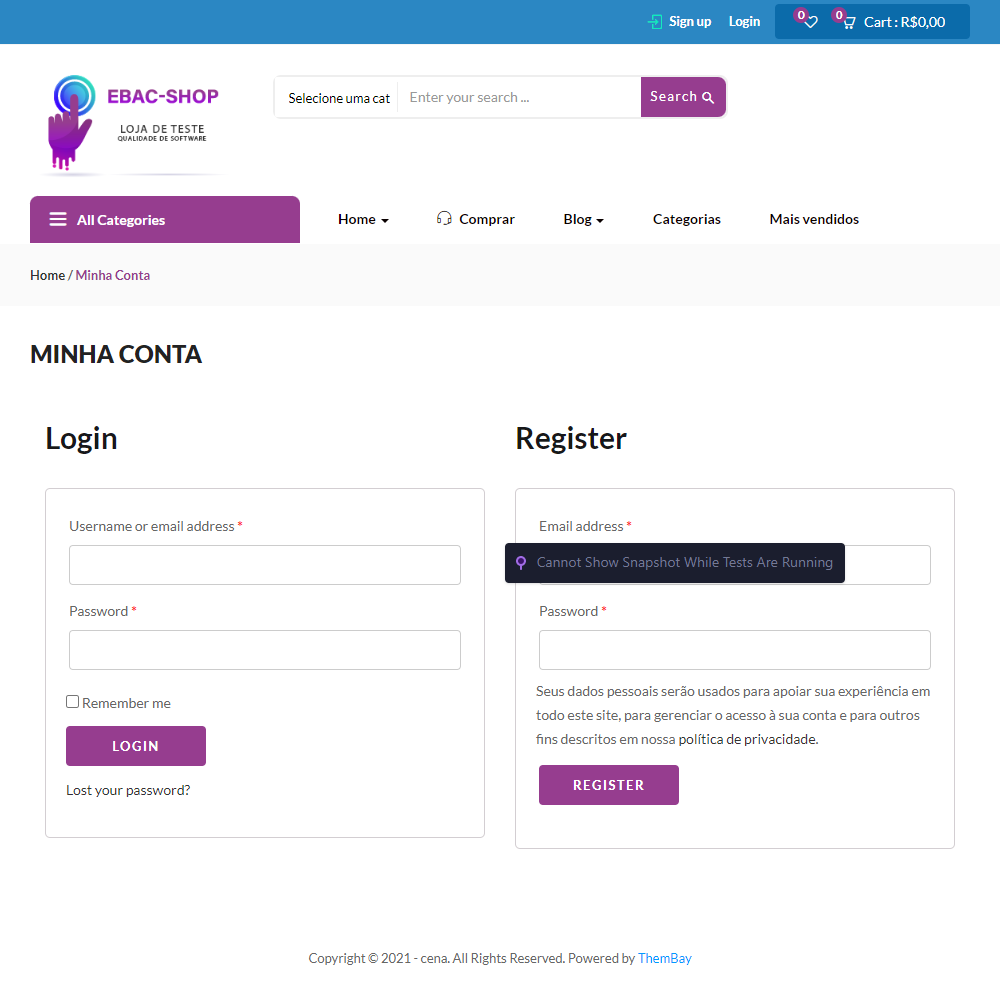 Sign up Login 0 0 Cart : R$0,00
EBAC-SHOP
LOJA DE TESTE
QUALIDADE DE SOFTWARE
Selecione uma cat Enter your search ... Search
All Categories Home Comprar Blog Categorias Mais vendidos
Home / Minha Conta
MINHA CONTA
Login
Username or email address *
Password *
Remember me
LOGIN
Lost your password?
Register
Email address *
Cannot Show Snapshot While Tests Are Running
Password *
Seus dados pessoais serão usados para apoiar sua experiência em
todo este site, para gerenciar o acesso à sua conta e para outros
fins descritos em nossa política de privacidade.
REGISTER
Copyright © 2021 - cena. All Rights Reserved. Powered by ThemBay